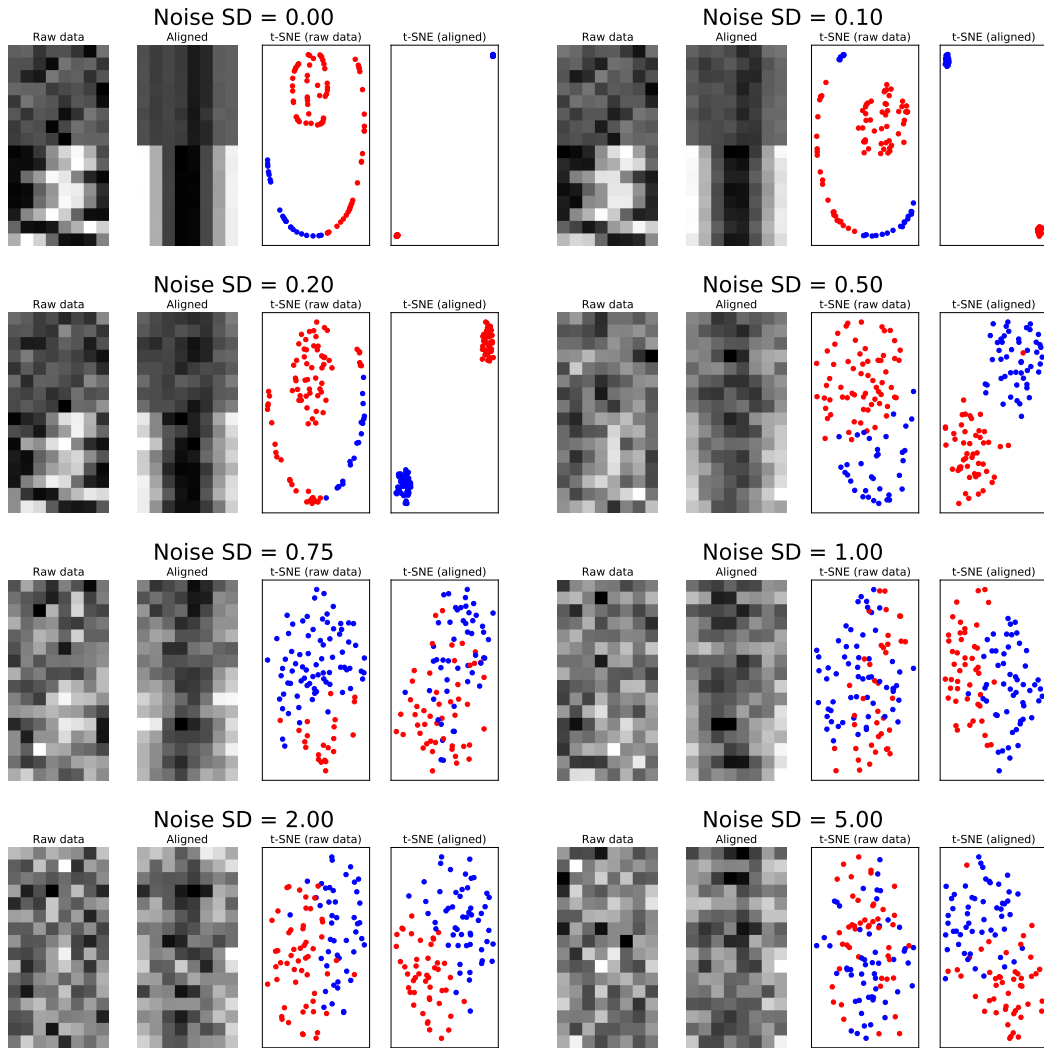 Noise SD = 0.00
Raw data Aligned t-SNE (raw data) t-SNE (aligned)
Noise SD = 0.10
Raw data Aligned t-SNE (raw data) t-SNE (aligned)
Noise SD = 0.20
Raw data Aligned t-SNE (raw data) t-SNE (aligned)
Noise SD = 0.50
Raw data Aligned t-SNE (raw data) t-SNE (aligned)
Noise SD = 0.75
Raw data Aligned t-SNE (raw data) t-SNE (aligned)
Noise SD = 1.00
Raw data Aligned t-SNE (raw data) t-SNE (aligned)
Noise SD = 2.00
Raw data Aligned t-SNE (raw data) t-SNE (aligned)
Noise SD = 5.00
Raw data Aligned t-SNE (raw data) t-SNE (aligned)